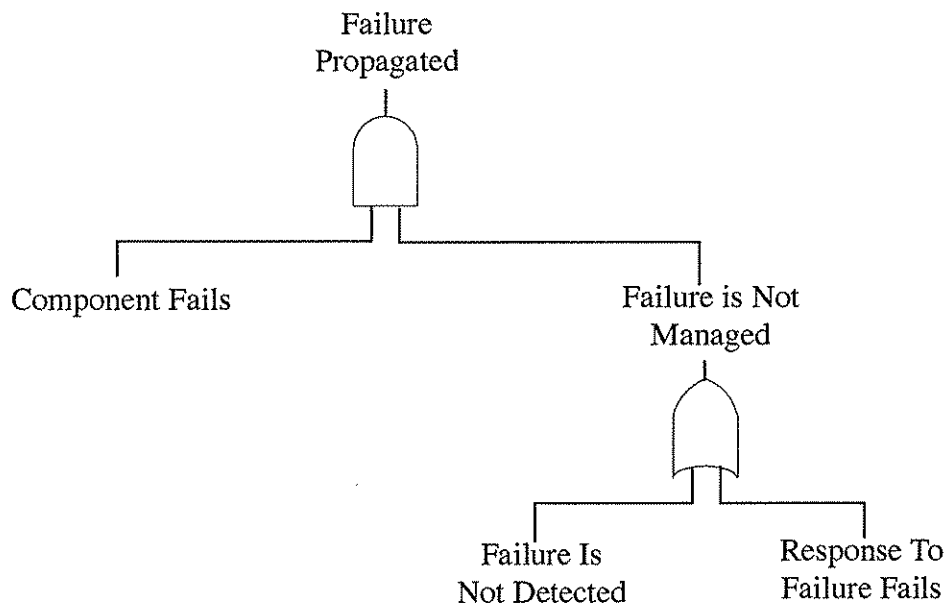 Failure
Propagated
Component Fails
Failure is Not
Managed
Failure Is
Not Detected
Response To
Failure Fails